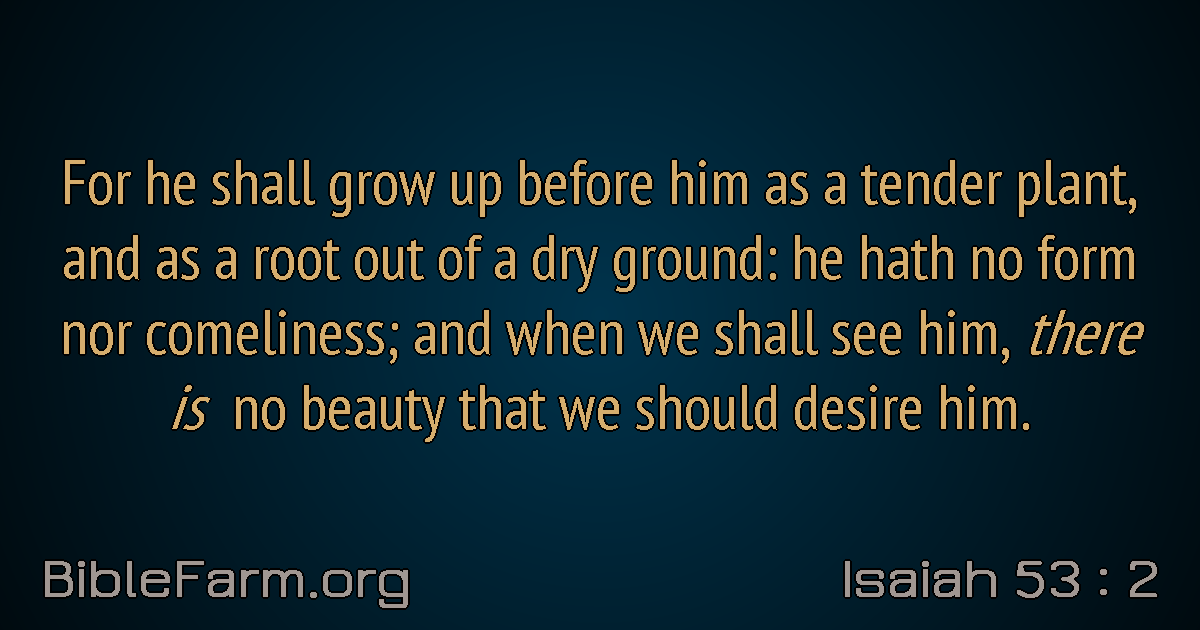 For he shall grow up before him as a tender plant,
and as a root out of a dry ground: he hath no form
nor comeliness; and when we shall see him, there
is no beauty that we should desire him.
BibleFarm.org
Isaiah 53 : 2